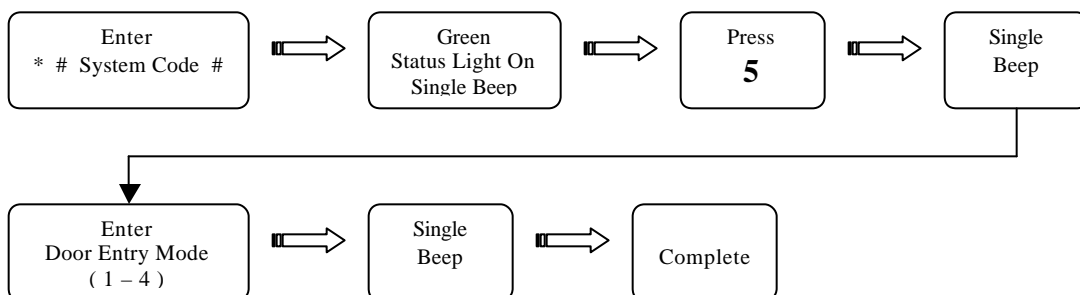 Enter
* # System Code #
Green
Status Light On
Single Beep
Press
5
Single
Beep
Enter
Door Entry Mode
( 1 – 4 )
Single
Beep
Complete